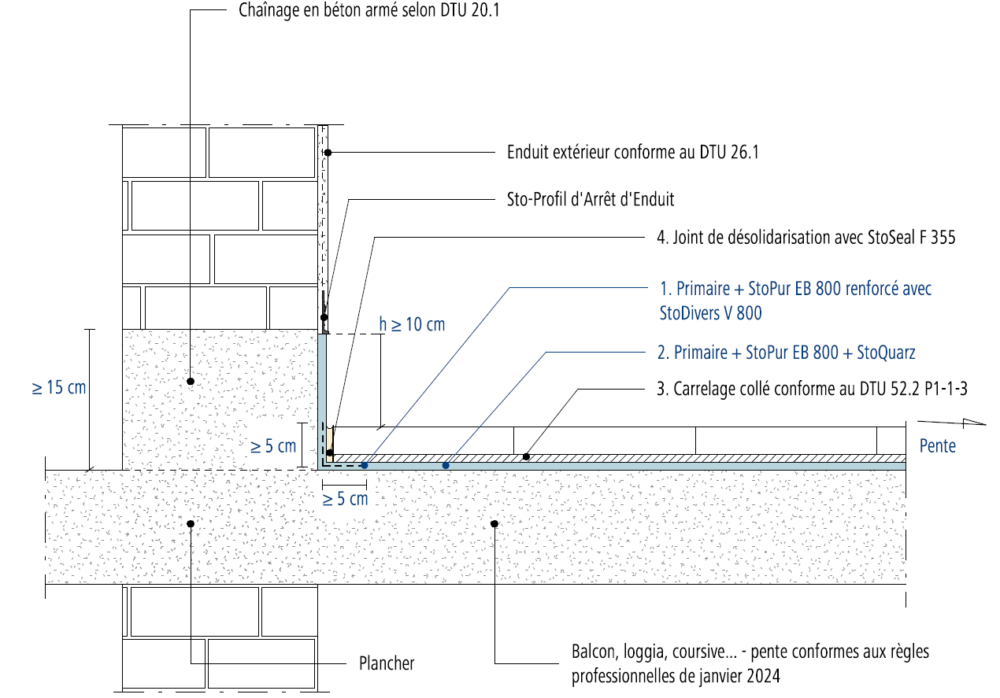 Chaînage en béton armé selon DTU 20.1
Enduit extérieur conforme au DTU 26.1
Sto-Profil d'Arrêt d'Enduit
4. Joint de désolidarisation avec StoSeal F 355
1. Primaire + StoPur EB 800 renforcé avec
StoDivers V 800
h ≥ 10 cm
2. Primaire + StoPur EB 800 + StoQuarz
≥ 15 cm
3. Carrelage collé conforme au DTU 52.2 P1-1-3
≥ 5 cm
Pente
≥ 5 cm
Balcon, loggia, coursive... - pente conformes aux règles
professionnelles de janvier 2024
Plancher